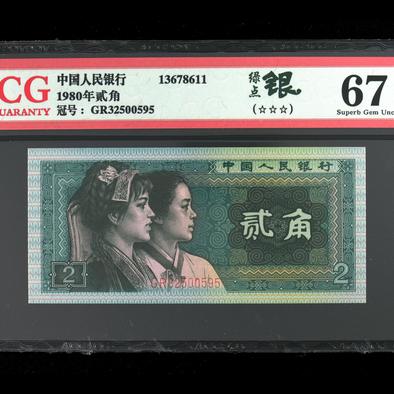 CG
UARANTY
中国人民银行 13678611
1980年贰角
冠号: GR32500595
绿点 银
(☆☆☆)
67
Superb Gem Unc
中国人民银行
贰角
GR32500595
2
2